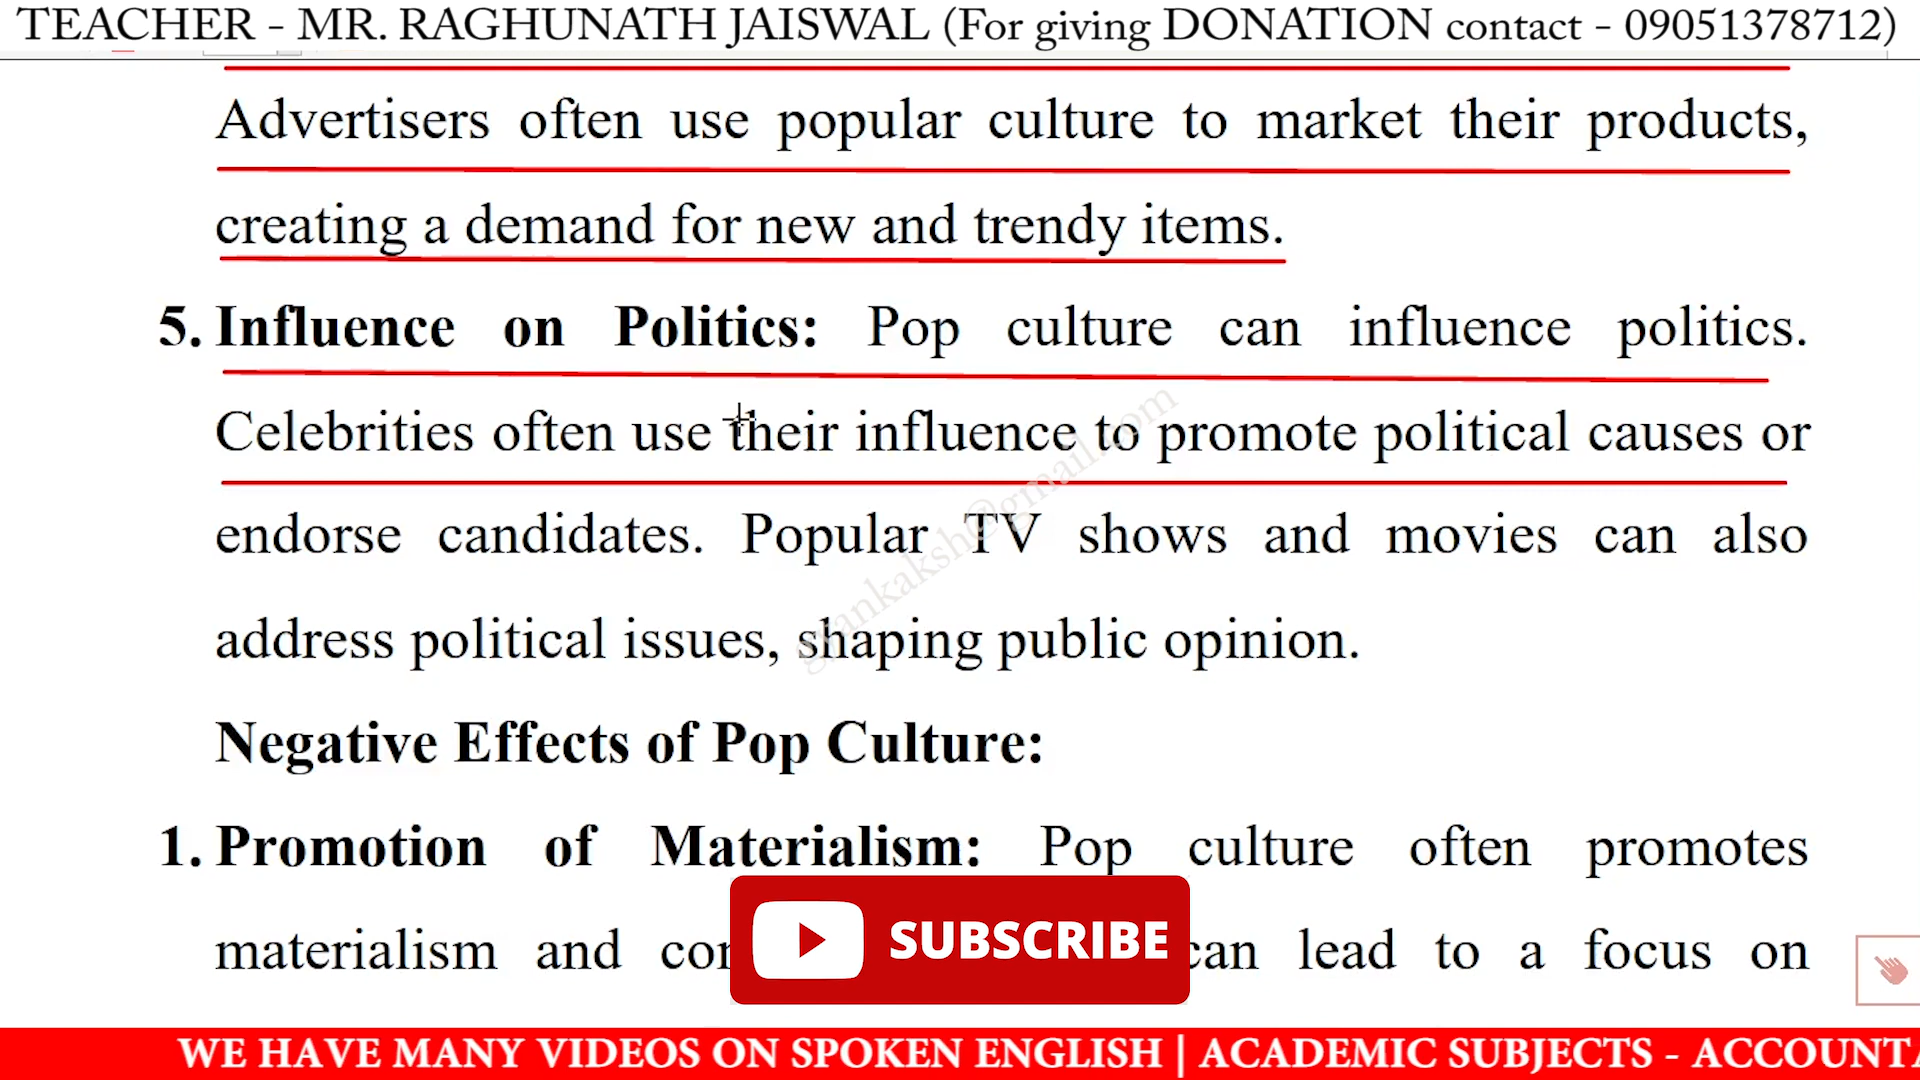 TEACHER - MR. RAGHUNATH JAISWAL (For giving DONATION contact - 09051378712)
Advertisers often use popular culture to market their products,
creating a demand for new and trendy items.
5. Influence on Politics: Pop culture can influence politics.
Celebrities often use their influence to promote political causes or
endorse candidates. Popular TV shows and movies can also
address political issues, shaping public opinion.
gyankaksh@gmail.com
Negative Effects of Pop Culture:
1. Promotion of Materialism: Pop culture often promotes
materialism and can lead to a focus on
SUBSCRIBE
WE HAVE MANY VIDEOS ON SPOKEN ENGLISH | ACADEMIC SUBJECTS -